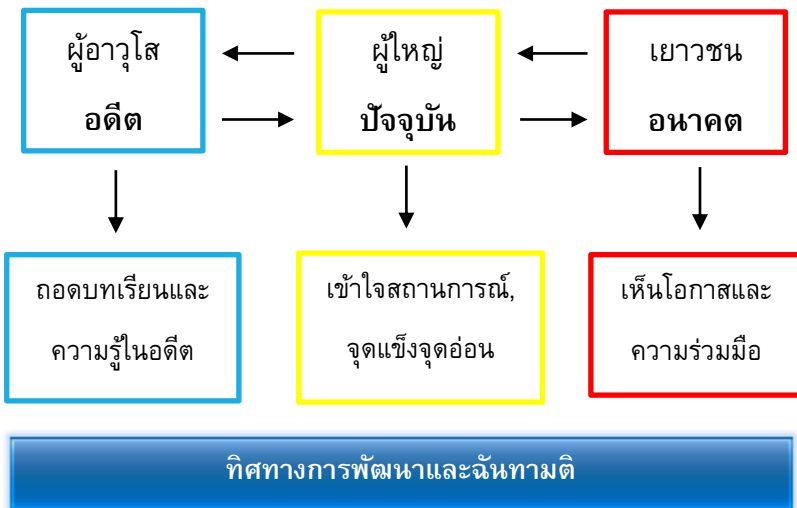 ผู้อาวุโส
อดีต
ผู้ใหญ่
ปัจจุบัน
เยาวชน
อนาคต
ถอดบทเรียนและ
ความรู้ในอดีต
เข้าใจสถานการณ์,
จุดแข็งจุดอ่อน
เห็นโอกาสและ
ความร่วมมือ
ทิศทางการพัฒนาและฉันทามติ